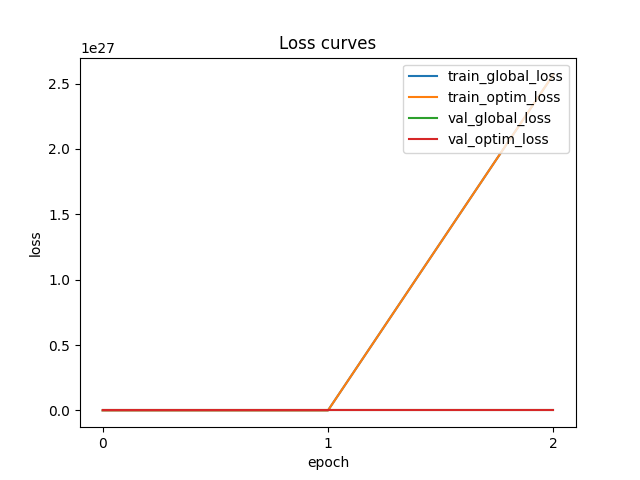 Loss curves
1e27
2.5
2.0
1.5
1.0
0.5
0.0
loss
train_global_loss
train_optim_loss
val_global_loss
val_optim_loss
0 1 2
epoch